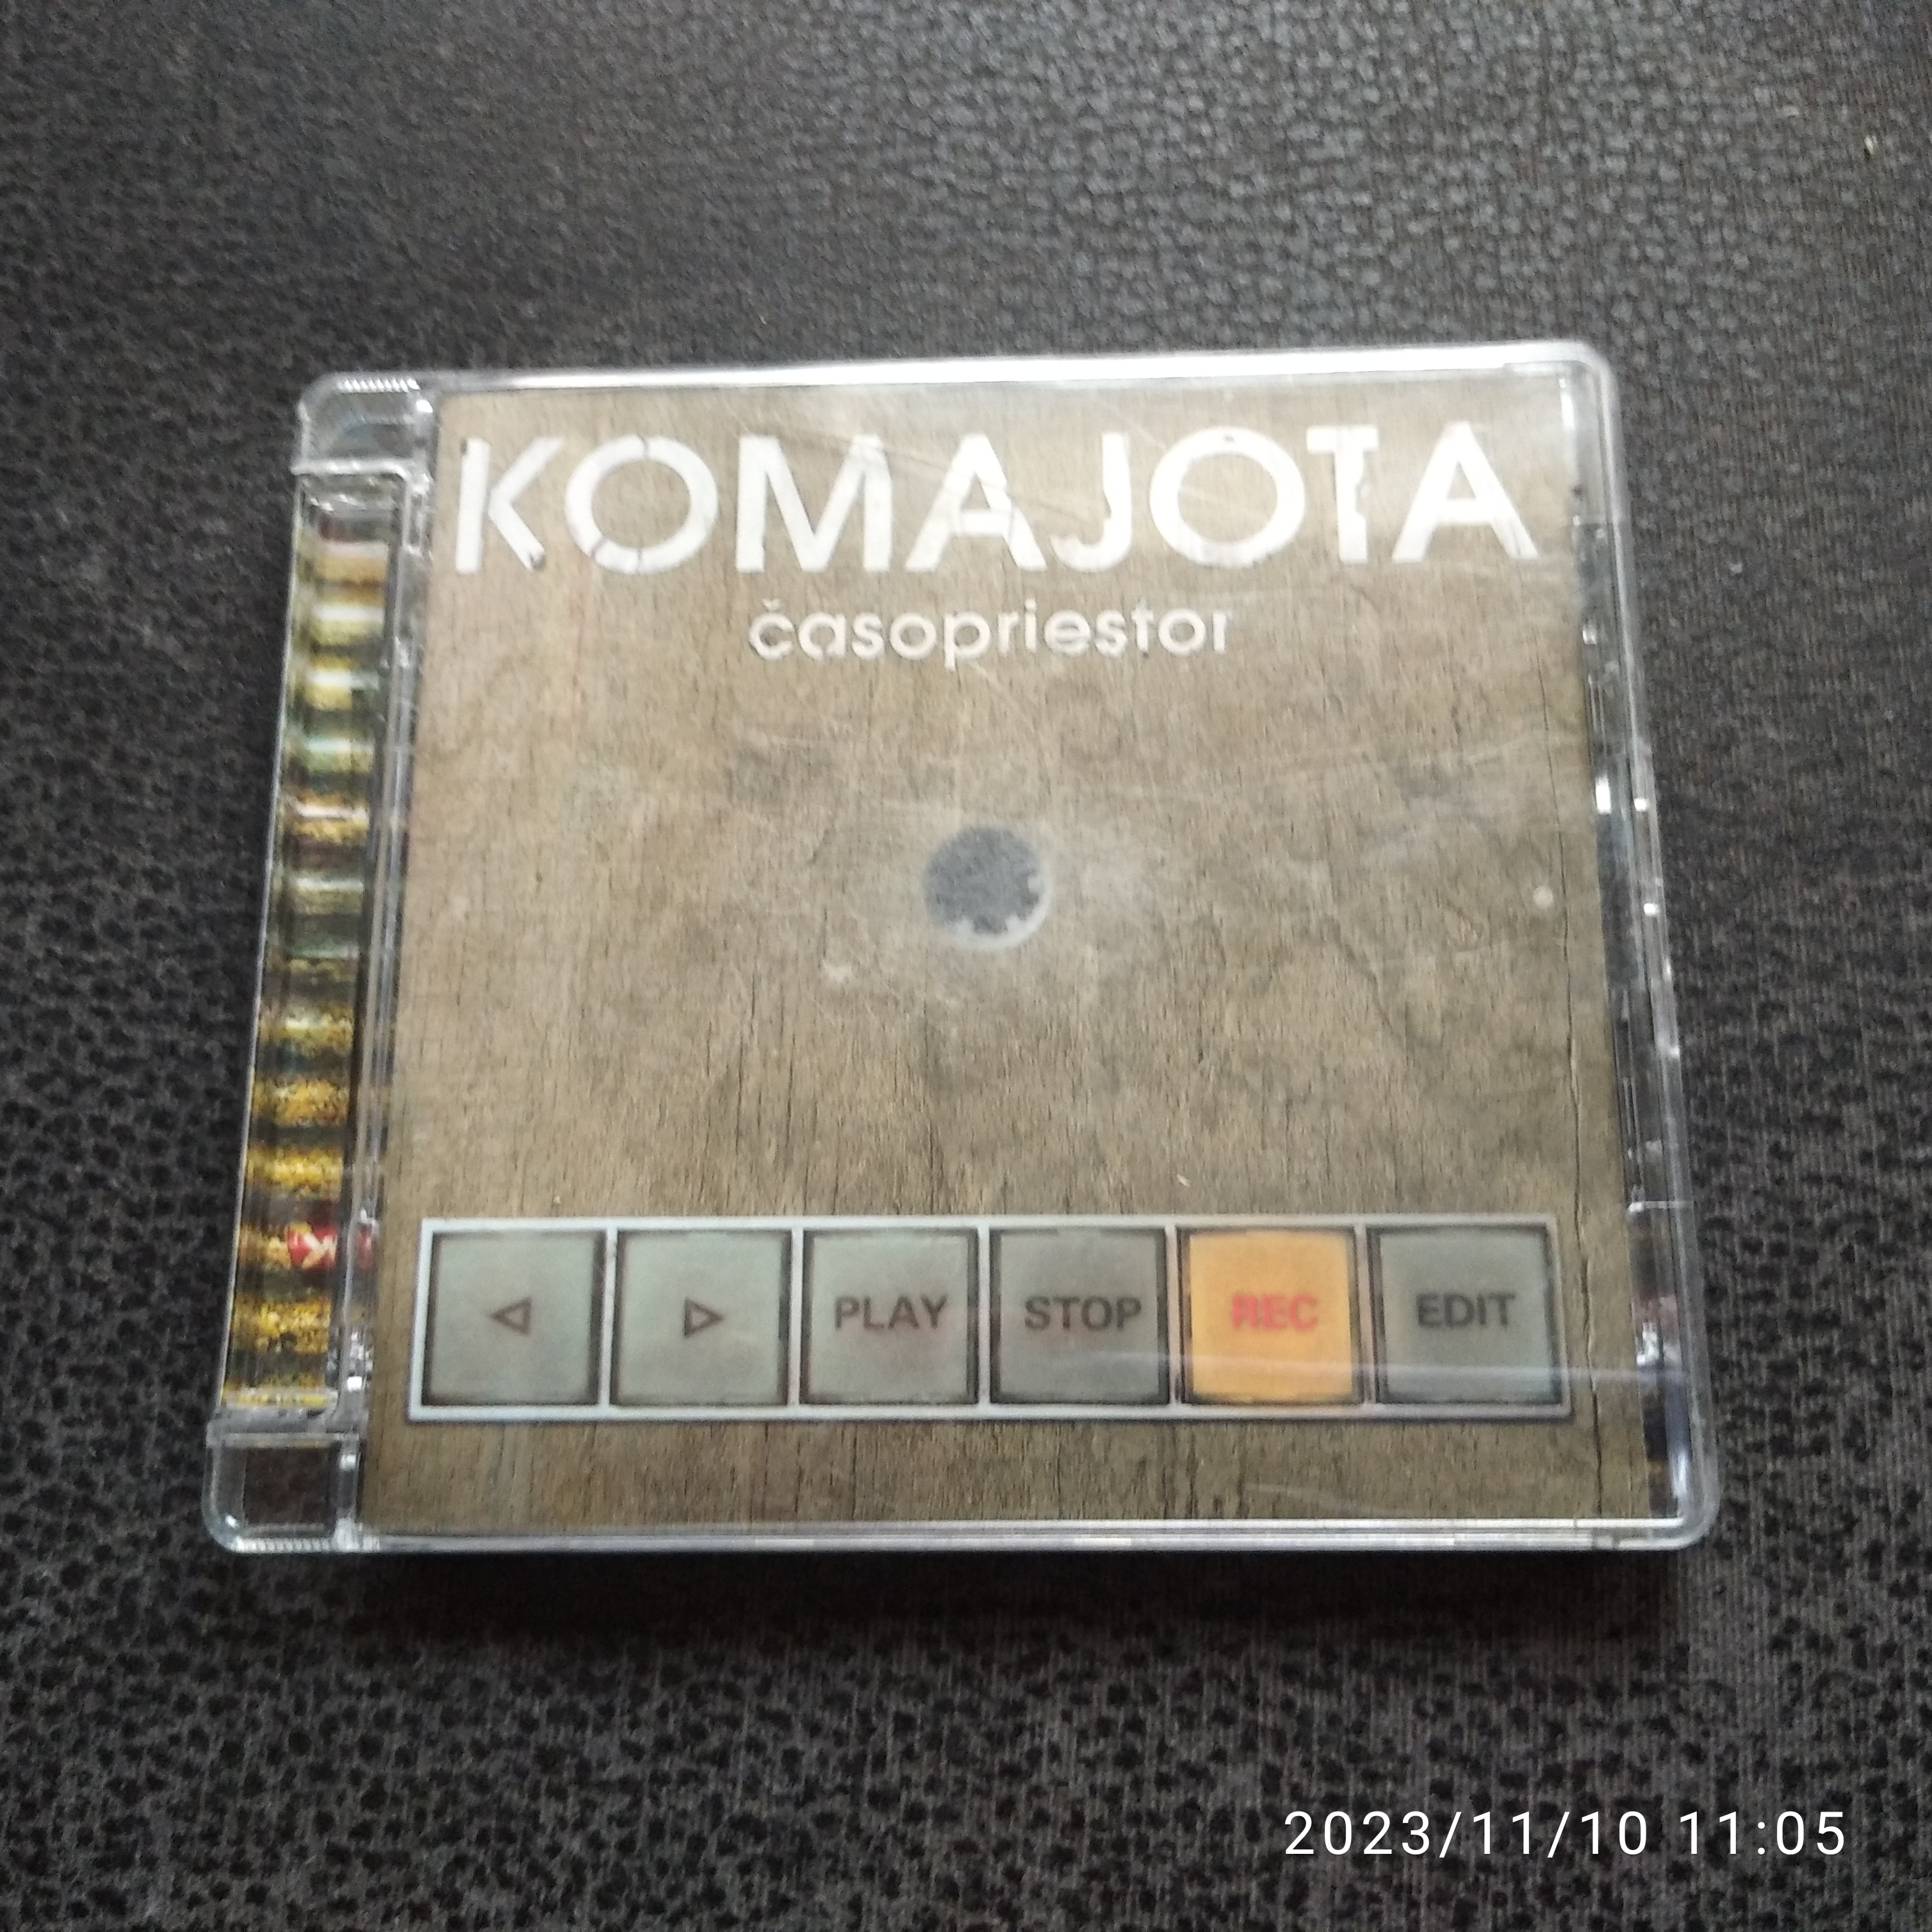 KOMAJOTA
časopriestor
◁ ▷ PLAY STOP REC EDIT
K
2023/11/10 11:05